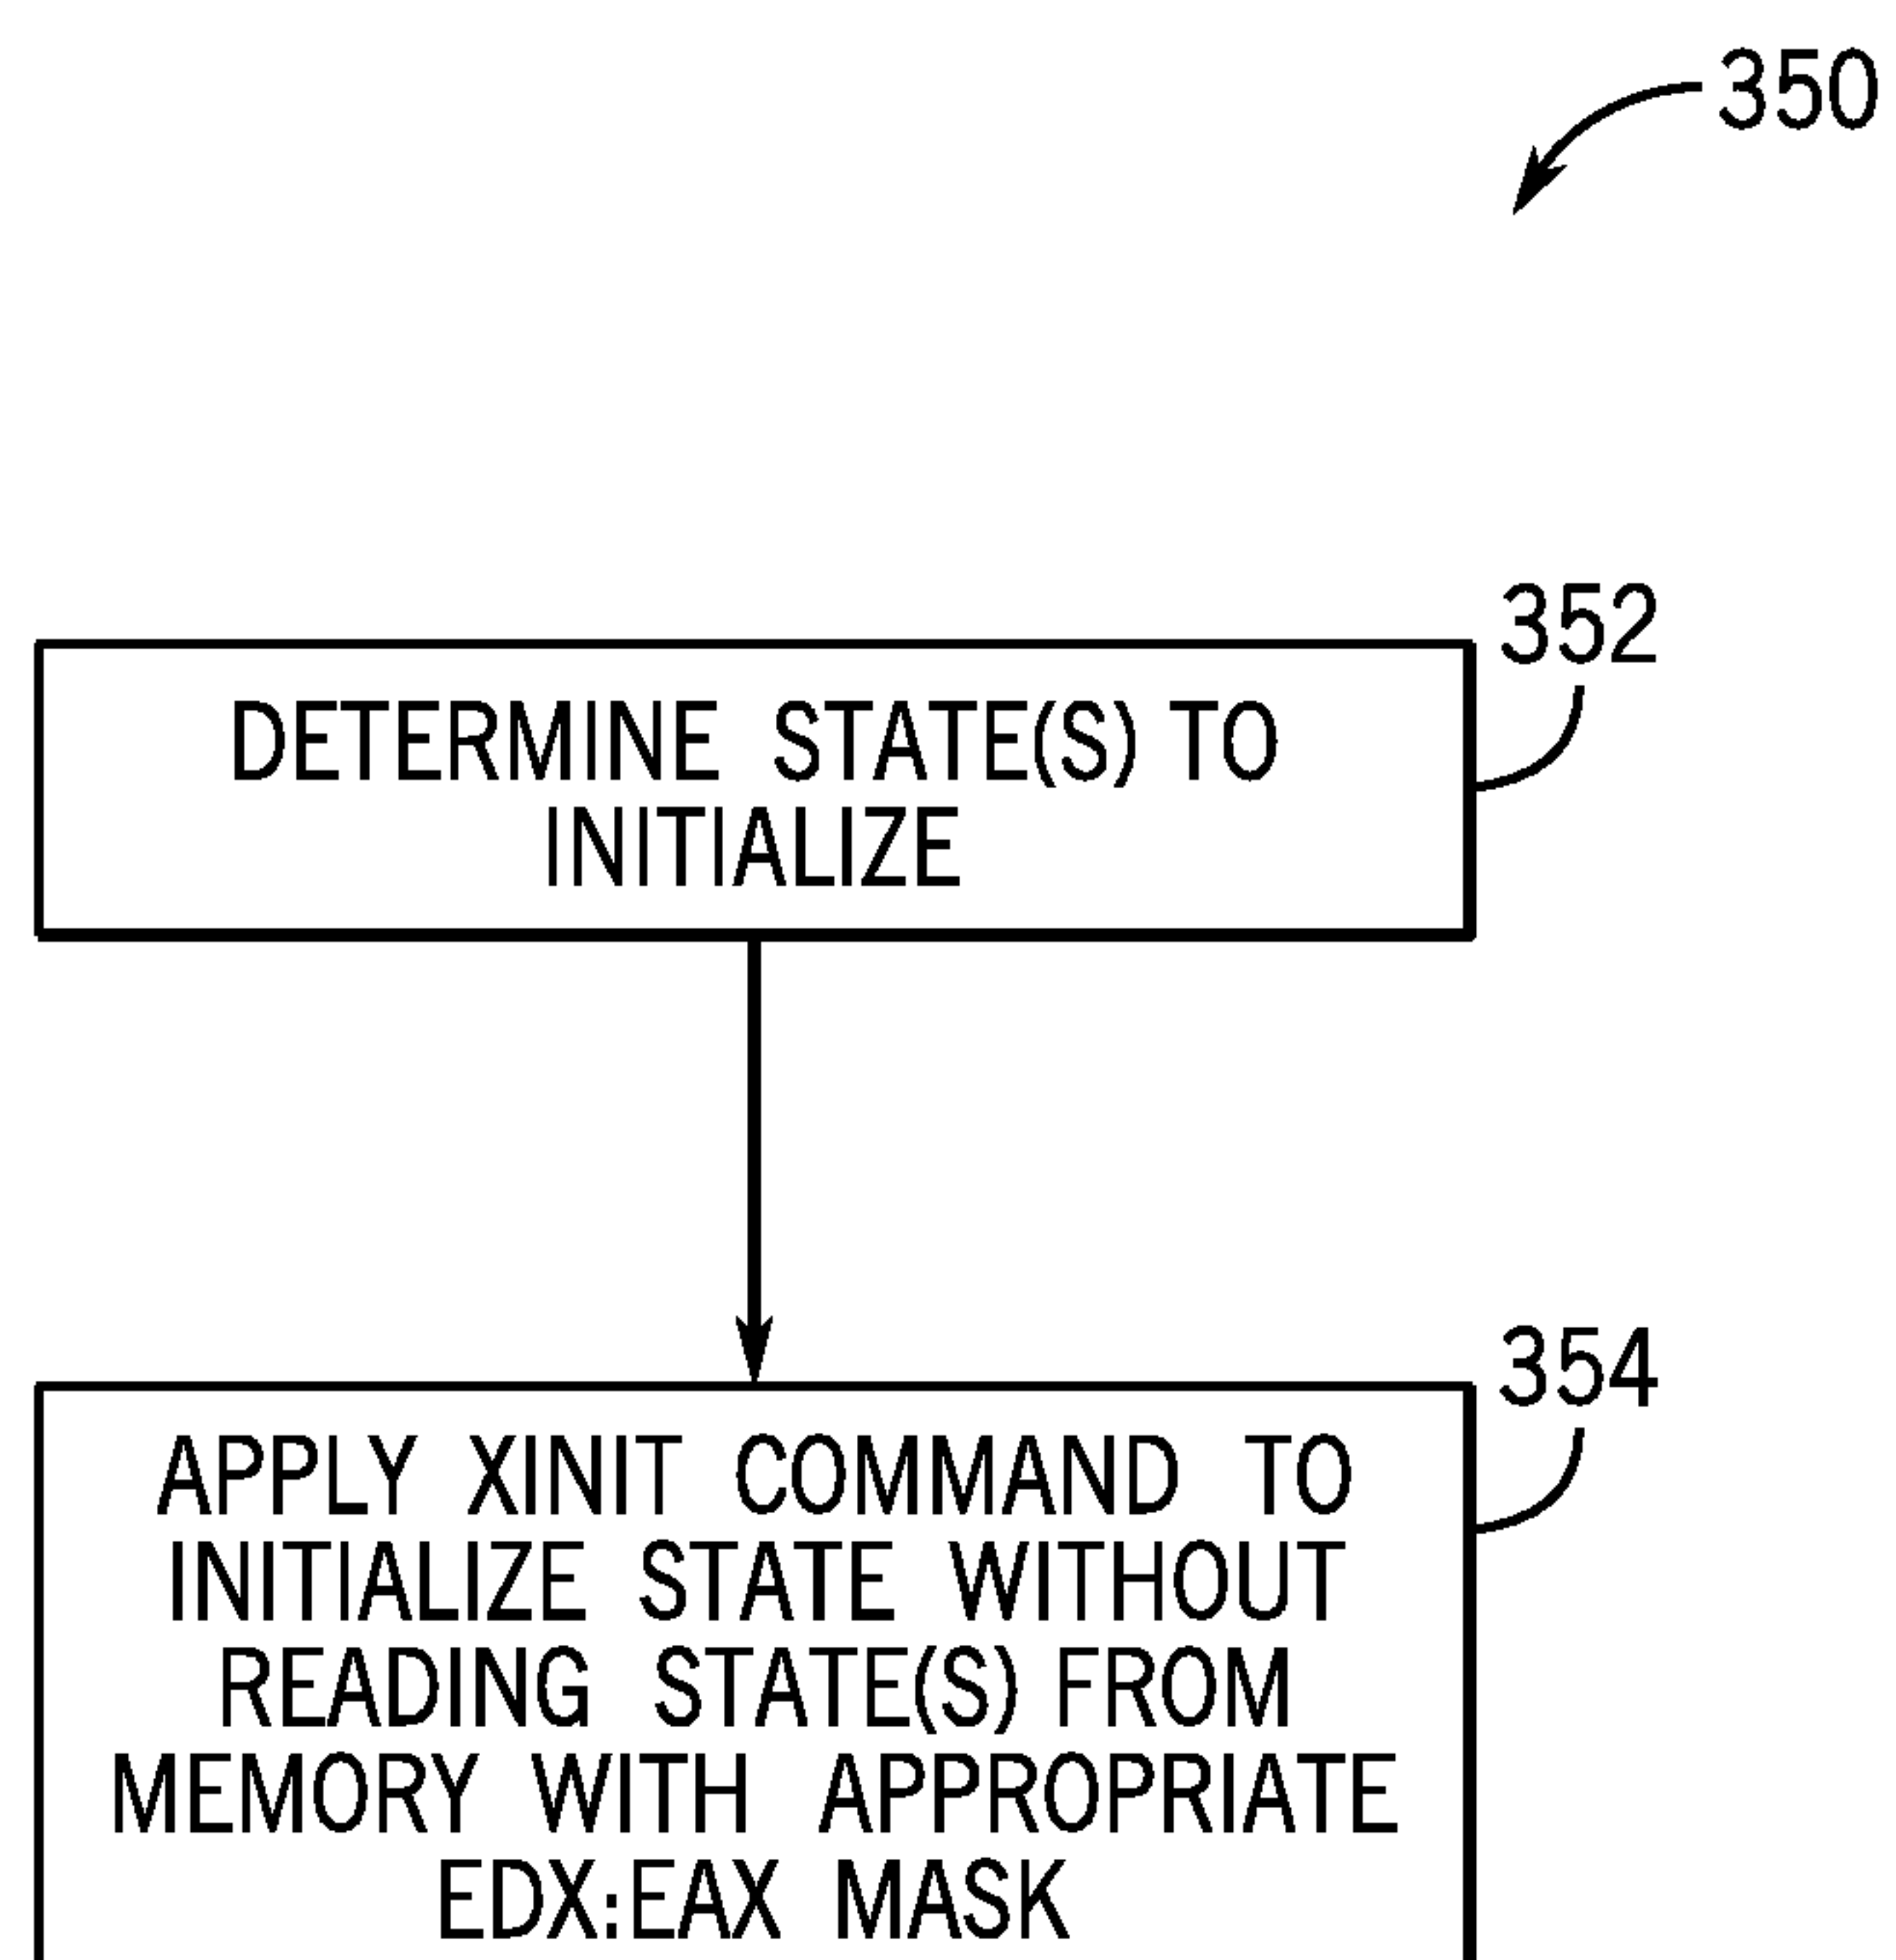 350
352
DETERMINE STATE(S) TO
INITIALIZE
354
APPLY XINIT COMMAND TO
INITIALIZE STATE WITHOUT
READING STATE(S) FROM
MEMORY WITH APPROPRIATE
EDX:EAX MASK